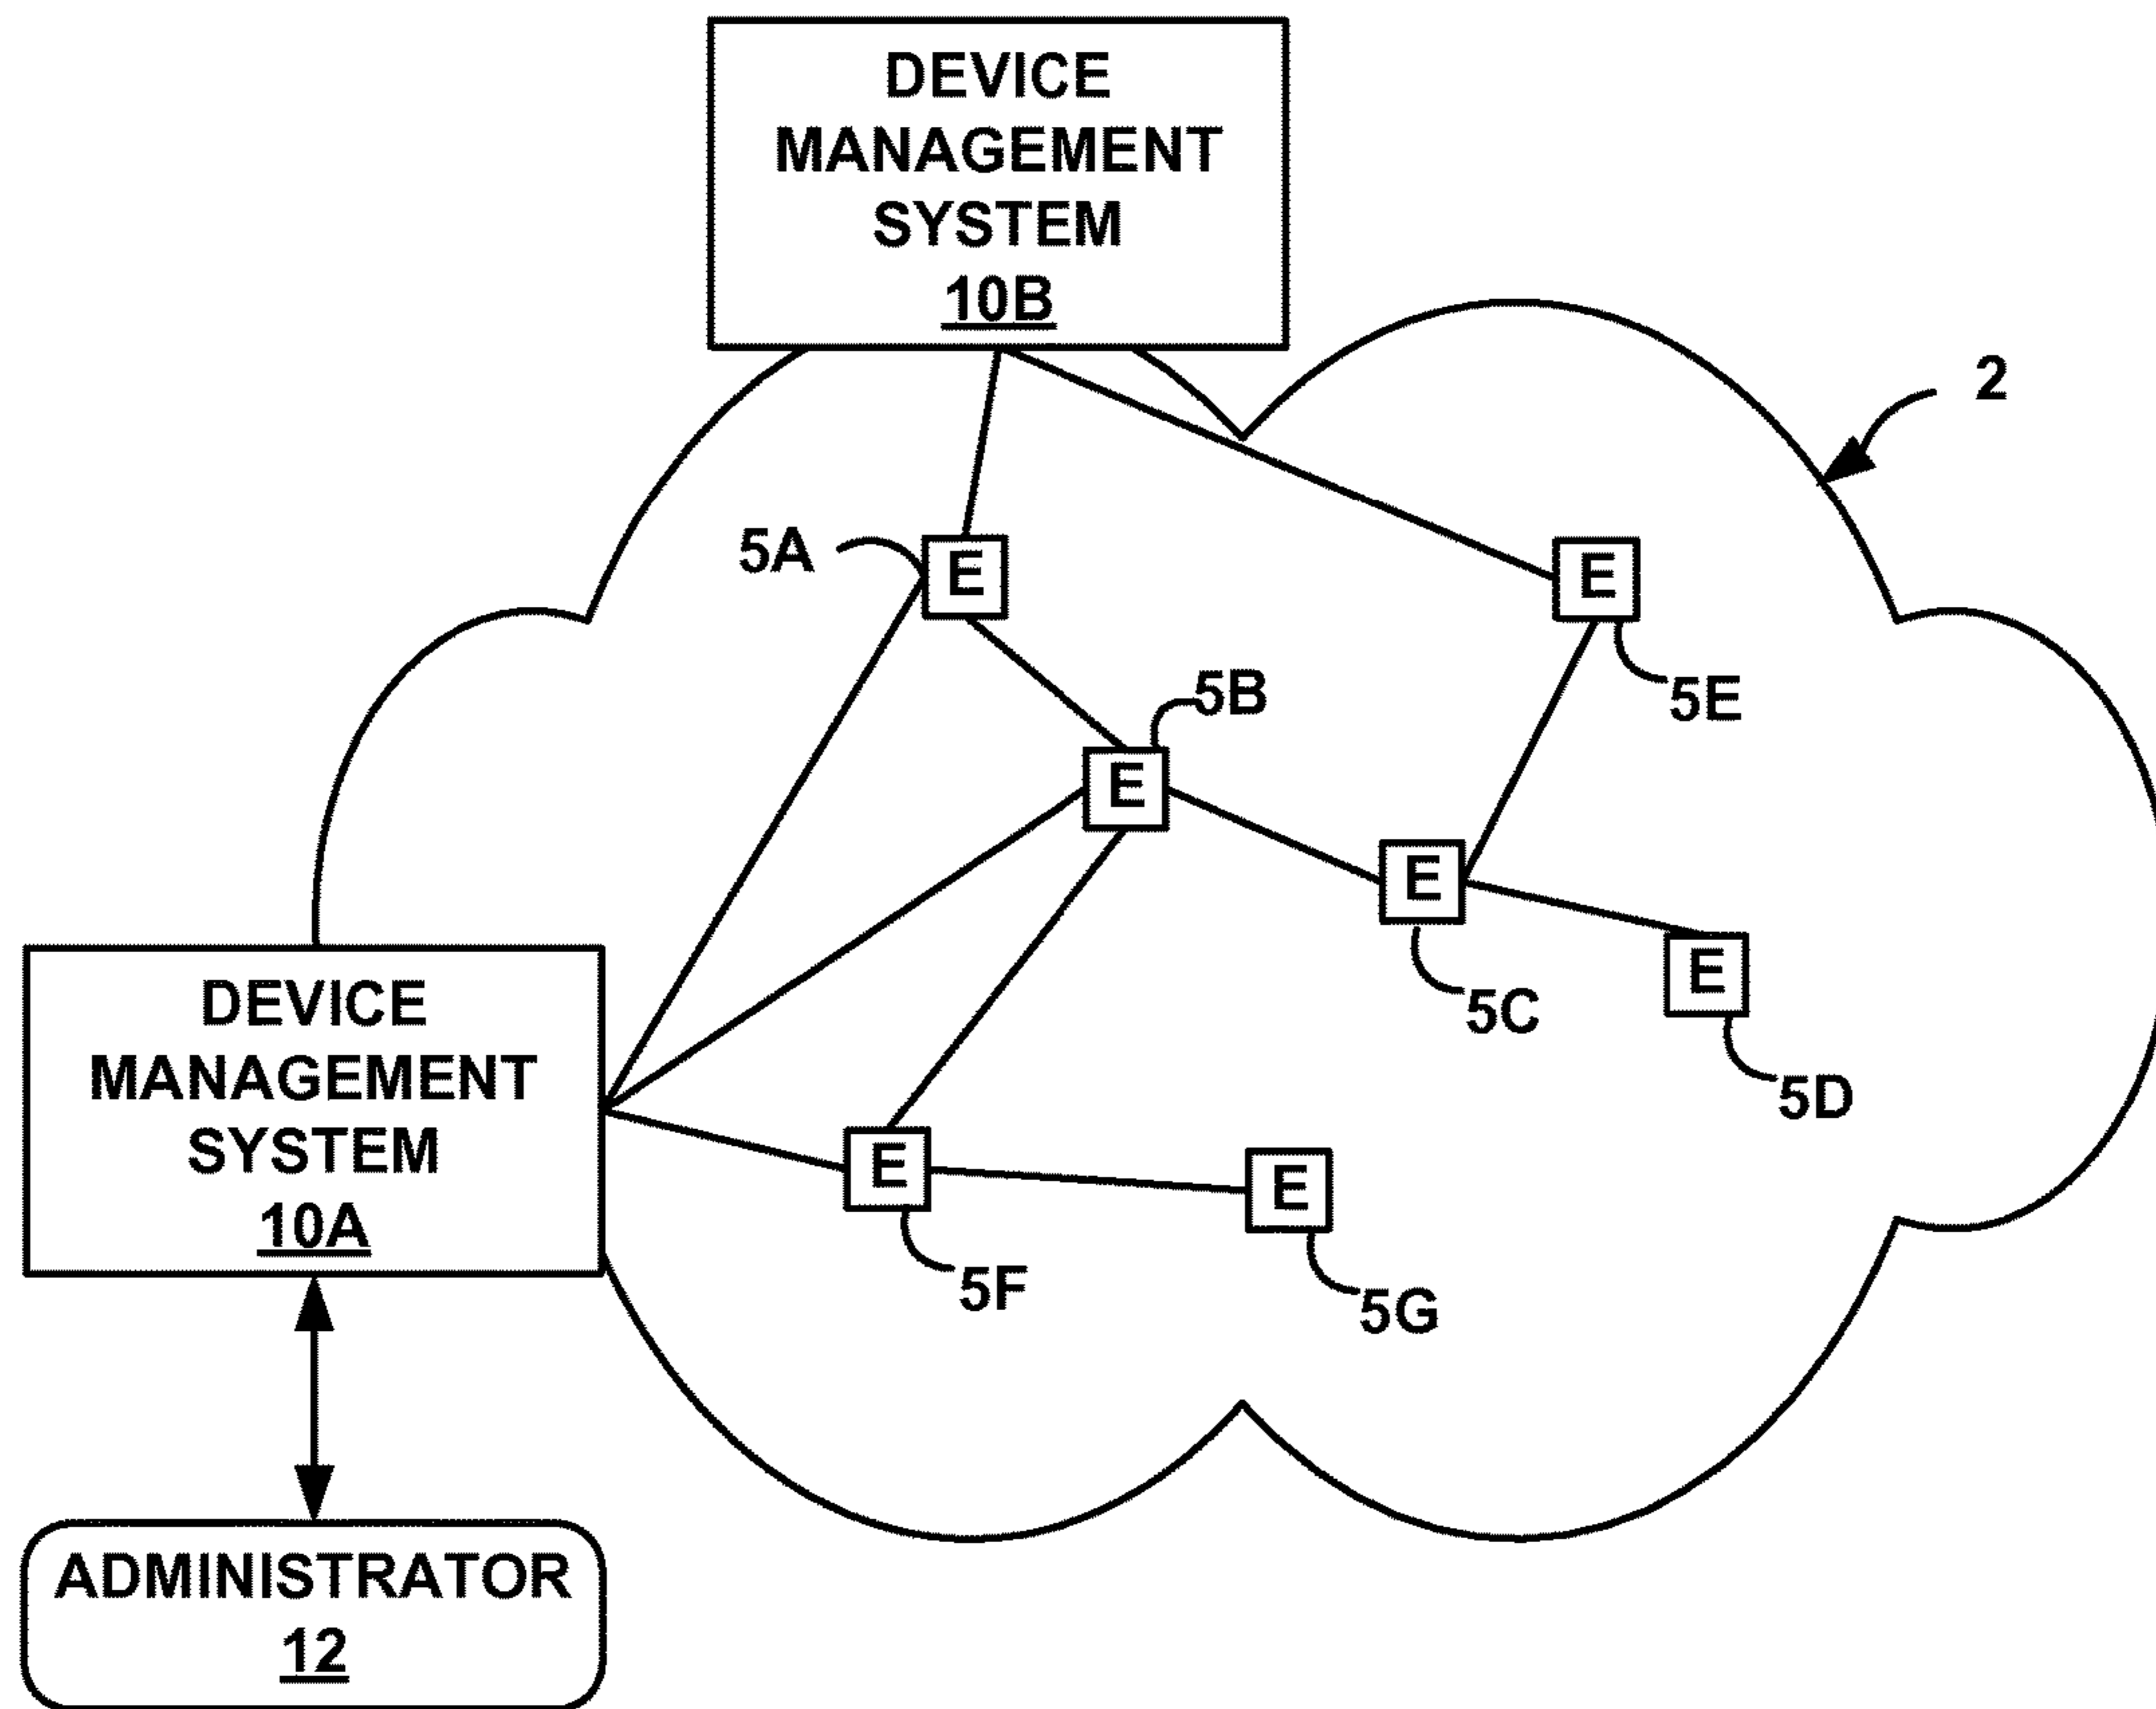 DEVICE
MANAGEMENT
SYSTEM
10B
2
5A
E
E
5E
5B
E
E
5C
E
5D
DEVICE
MANAGEMENT
SYSTEM
10A
E
5F
E
5G
ADMINISTRATOR
12